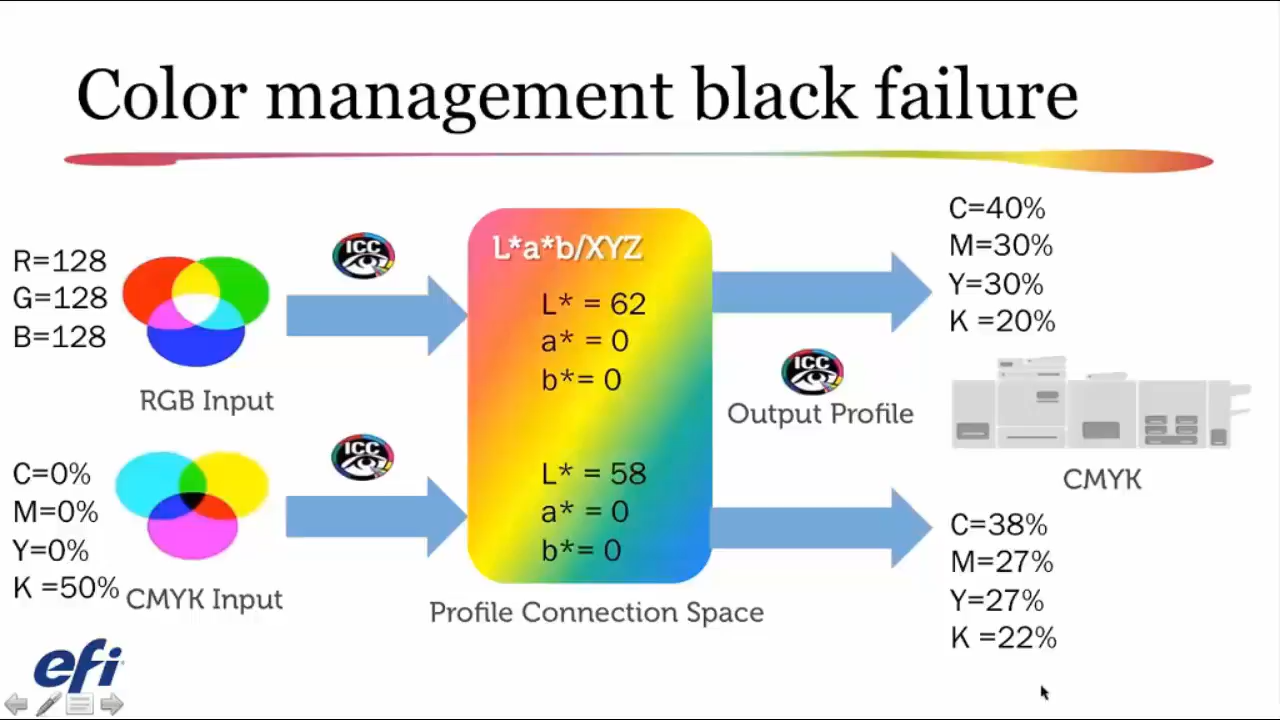 Color management black failure
R=128
G=128
B=128
RGB Input
ICC
L*a*b/XYZ
L* = 62
a* = 0
b*= 0
C=40%
M=30%
Y=30%
K =20%
ICC
Output Profile
CMYK
C=0%
M=0%
Y=0%
K =50%
CMYK Input
ICC
L* = 58
a* = 0
b*= 0
Profile Connection Space
C=38%
M=27%
Y=27%
K =22%
efi